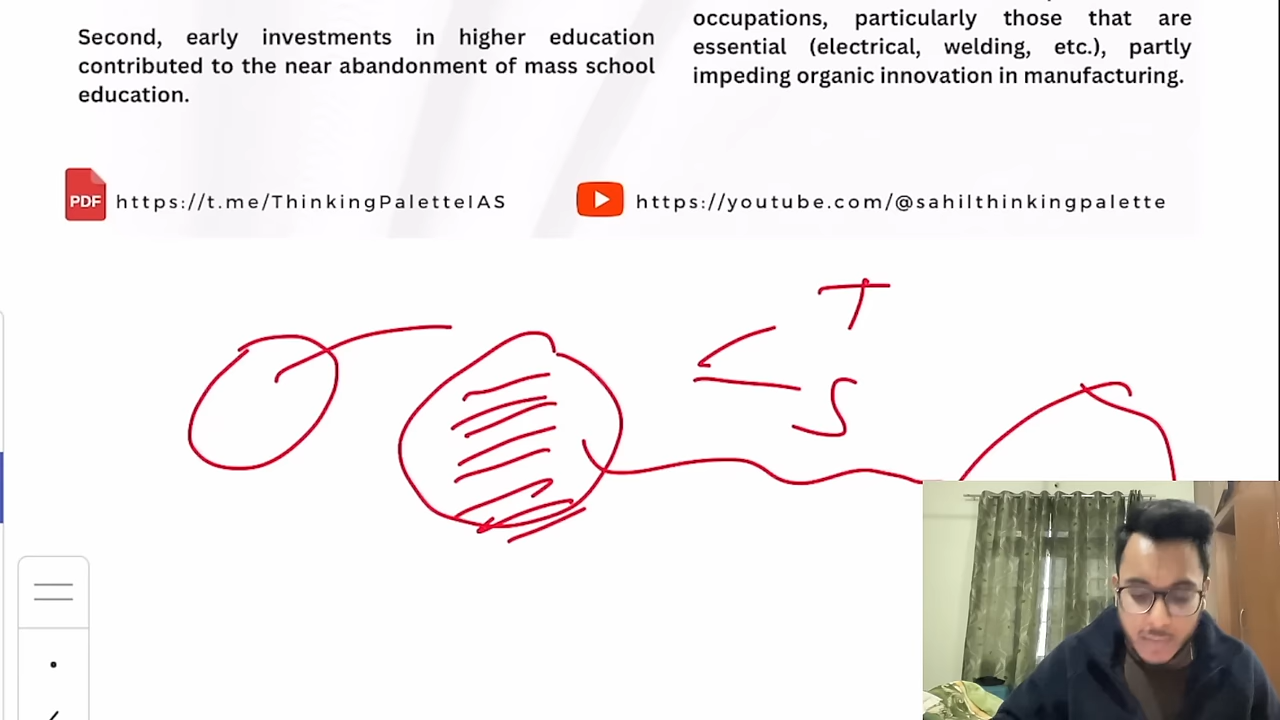 Second, early investments in higher education
contributed to the near abandonment of mass school
education.
occupations, particularly those that are
essential (electrical, welding, etc.), partly
impeding organic innovation in manufacturing.
PDF
https://t.me/ThinkingPaletteIAS
https://youtube.com/@sahilthinkingpalette
T
S